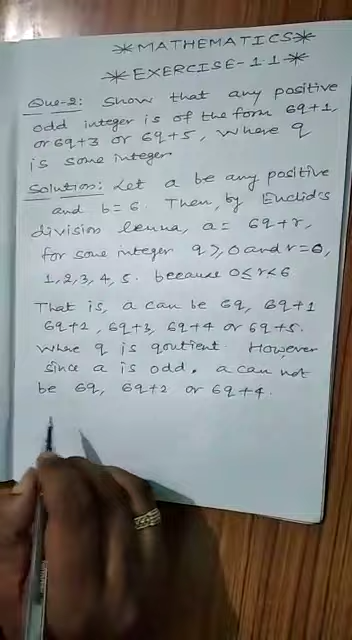 *MATHEMATICS*
*EXERCISE-1.1*
Que-2: Show that any positive
odd integer is of the form 6q+1,
or 6q+3 or 6q+5, where q
is some integer
Solution: Let a be any positive
and b=6. Then, by Euclid's
division lemma, a= 6q+r,
for some integer q≥0 and r=0,
1,2,3,4,5. because 0≤r<6
That is, a can be 6q, 6q+1
6q+2, 6q+3, 6q+4 or 6q+5.
Where q is qoutient. However
since a is odd. a can not
be 6q, 6q+2 or 6q+4.